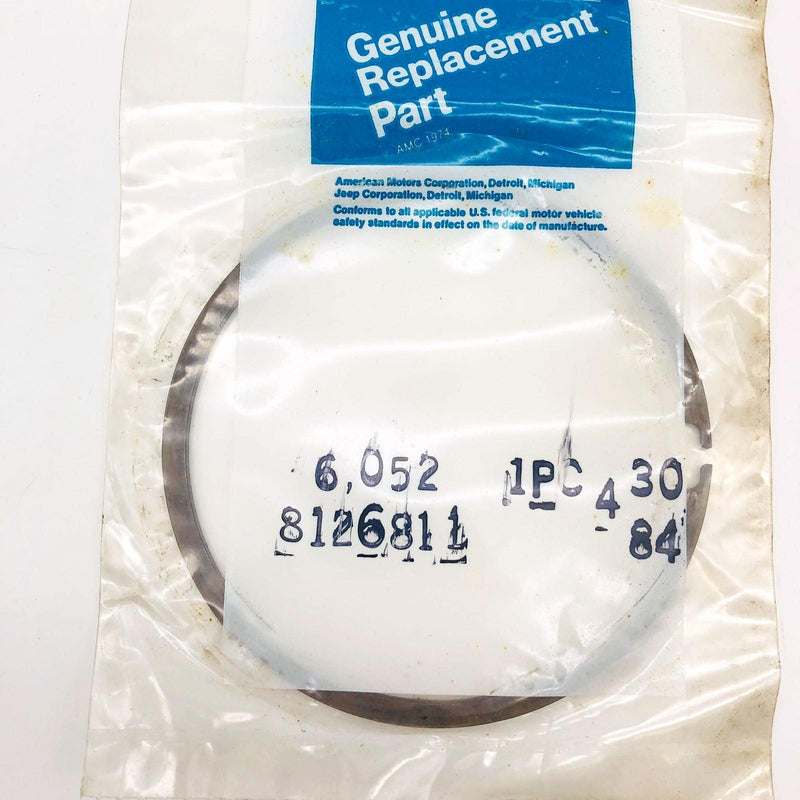 Genuine
Replacement
Part
© AMC 1974
American Motors Corporation, Detroit, Michigan
Jeep Corporation, Detroit, Michigan
Conforms to all applicable U.S. federal motor vehicle
safety standards in effect on the date of manufacture.
6,052 1PC 4 30
8126811 84